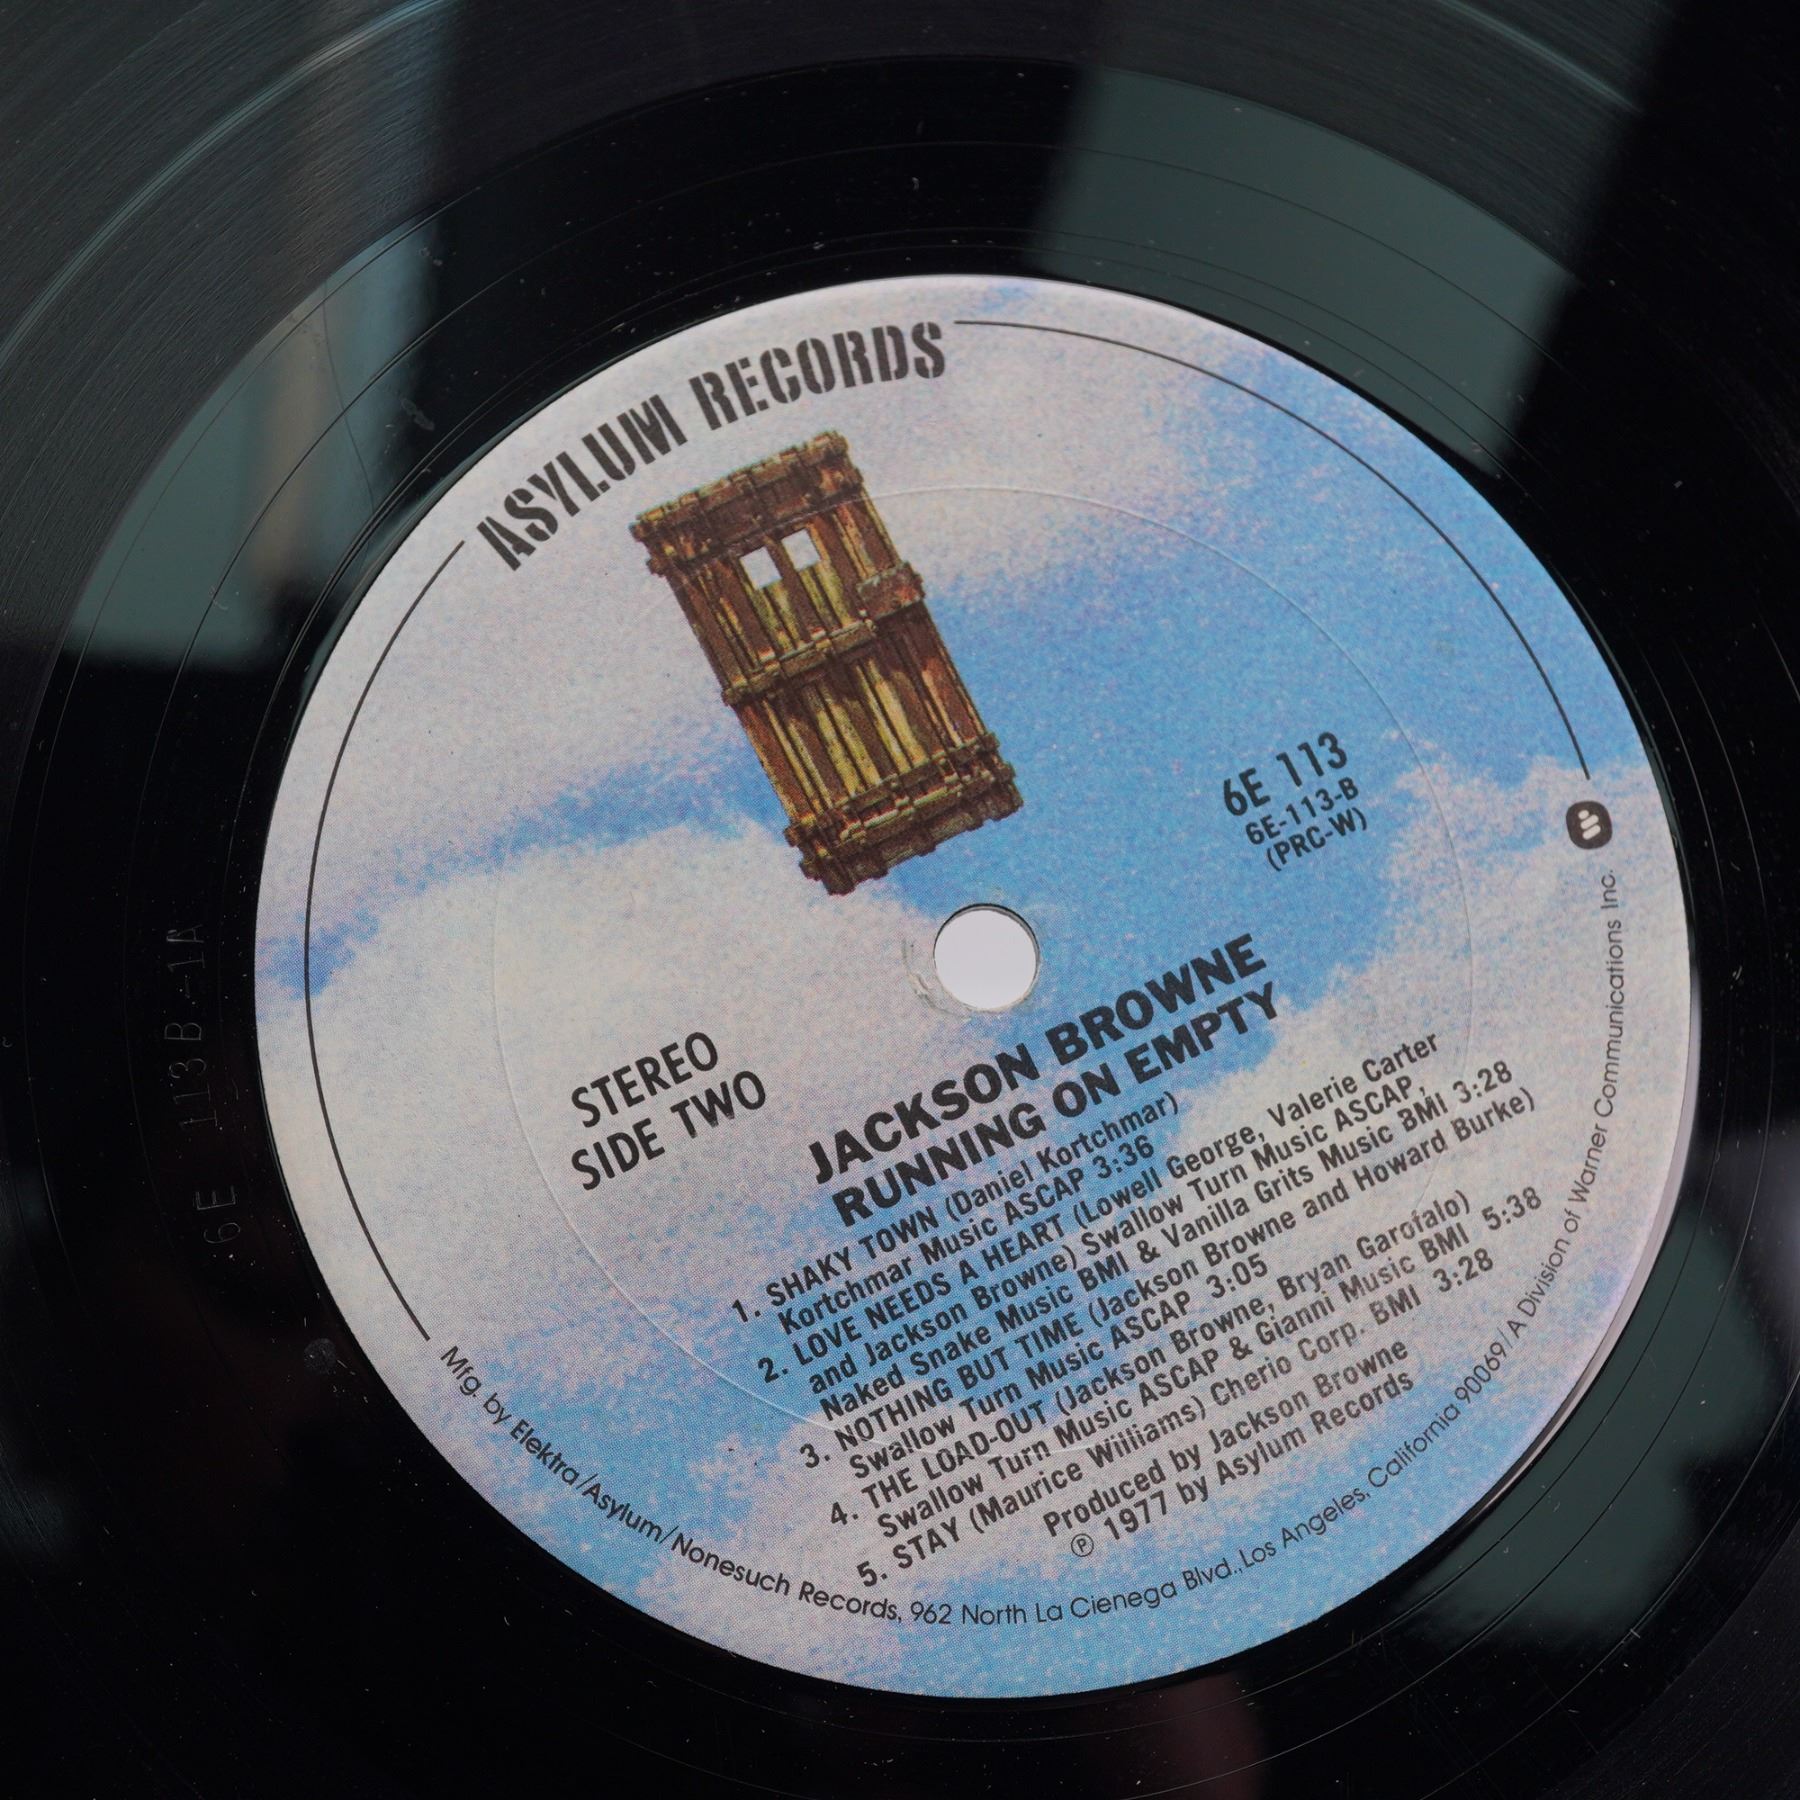 ASYLUM RECORDS
6E 113
6E-113-B
(PRC-W)
STEREO
SIDE TWO
JACKSON BROWNE
RUNNING ON EMPTY
1. SHAKY TOWN (Daniel Kortchmar)
Kortchmar Music ASCAP 3:36
2. LOVE NEEDS A HEART (Lowell George, Valerie Carter
and Jackson Browne) Swallow Turn Music ASCAP,
Naked Snake Music BMI & Vanilla Grits Music BMI 3:28
3. NOTHING BUT TIME (Jackson Browne and Howard Burke)
Swallow Turn Music ASCAP 3:05
4. THE LOAD-OUT (Jackson Browne, Bryan Garofalo)
Swallow Turn Music ASCAP & Gianni Music BMI 5:38
5. STAY (Maurice Williams) Cherio Corp. BMI 3:28
Produced by Jackson Browne
℗ 1977 by Asylum Records
Mfg. by Elektra/Asylum/Nonesuch Records, 962 North La Cienega Blvd., Los Angeles, California 90069/A Division of Warner Communications Inc.
6E 113B-1A